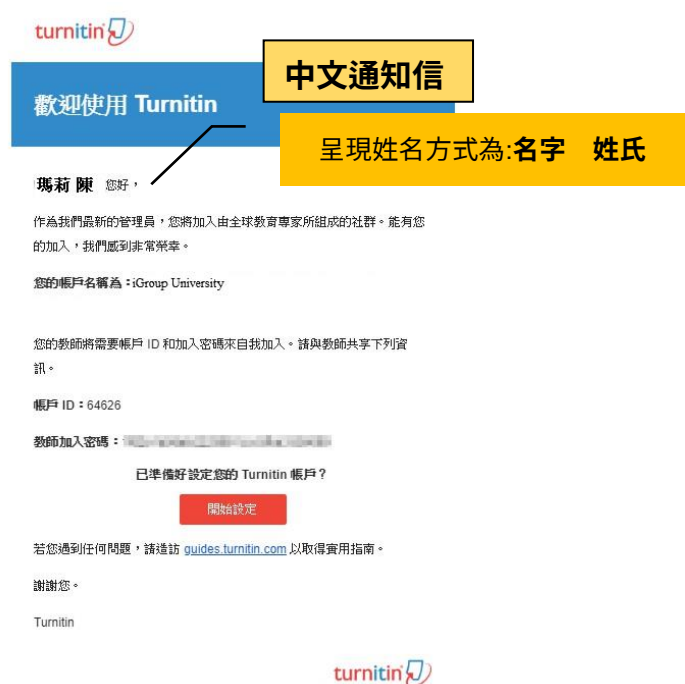 turnitin
中文通知信
歡迎使用 Turnitin
呈現姓名方式為:名字 姓氏
瑪莉 陳 您好，
作為我們最新的管理員，您將加入由全球教育專家所組成的社群。能有您
的加入，我們感到非常榮幸。
您的帳戶名稱為：iGroup University
您的教師將需要帳戶 ID 和加入密碼來自我加入。請與教師共享下列資
訊。
帳戶 ID：64626
教師加入密碼：
已準備好設定您的 Turnitin 帳戶？
開始設定
若您遇到任何問題，請造訪 guides.turnitin.com 以取得實用指南。
謝謝您。
Turnitin
turnitin